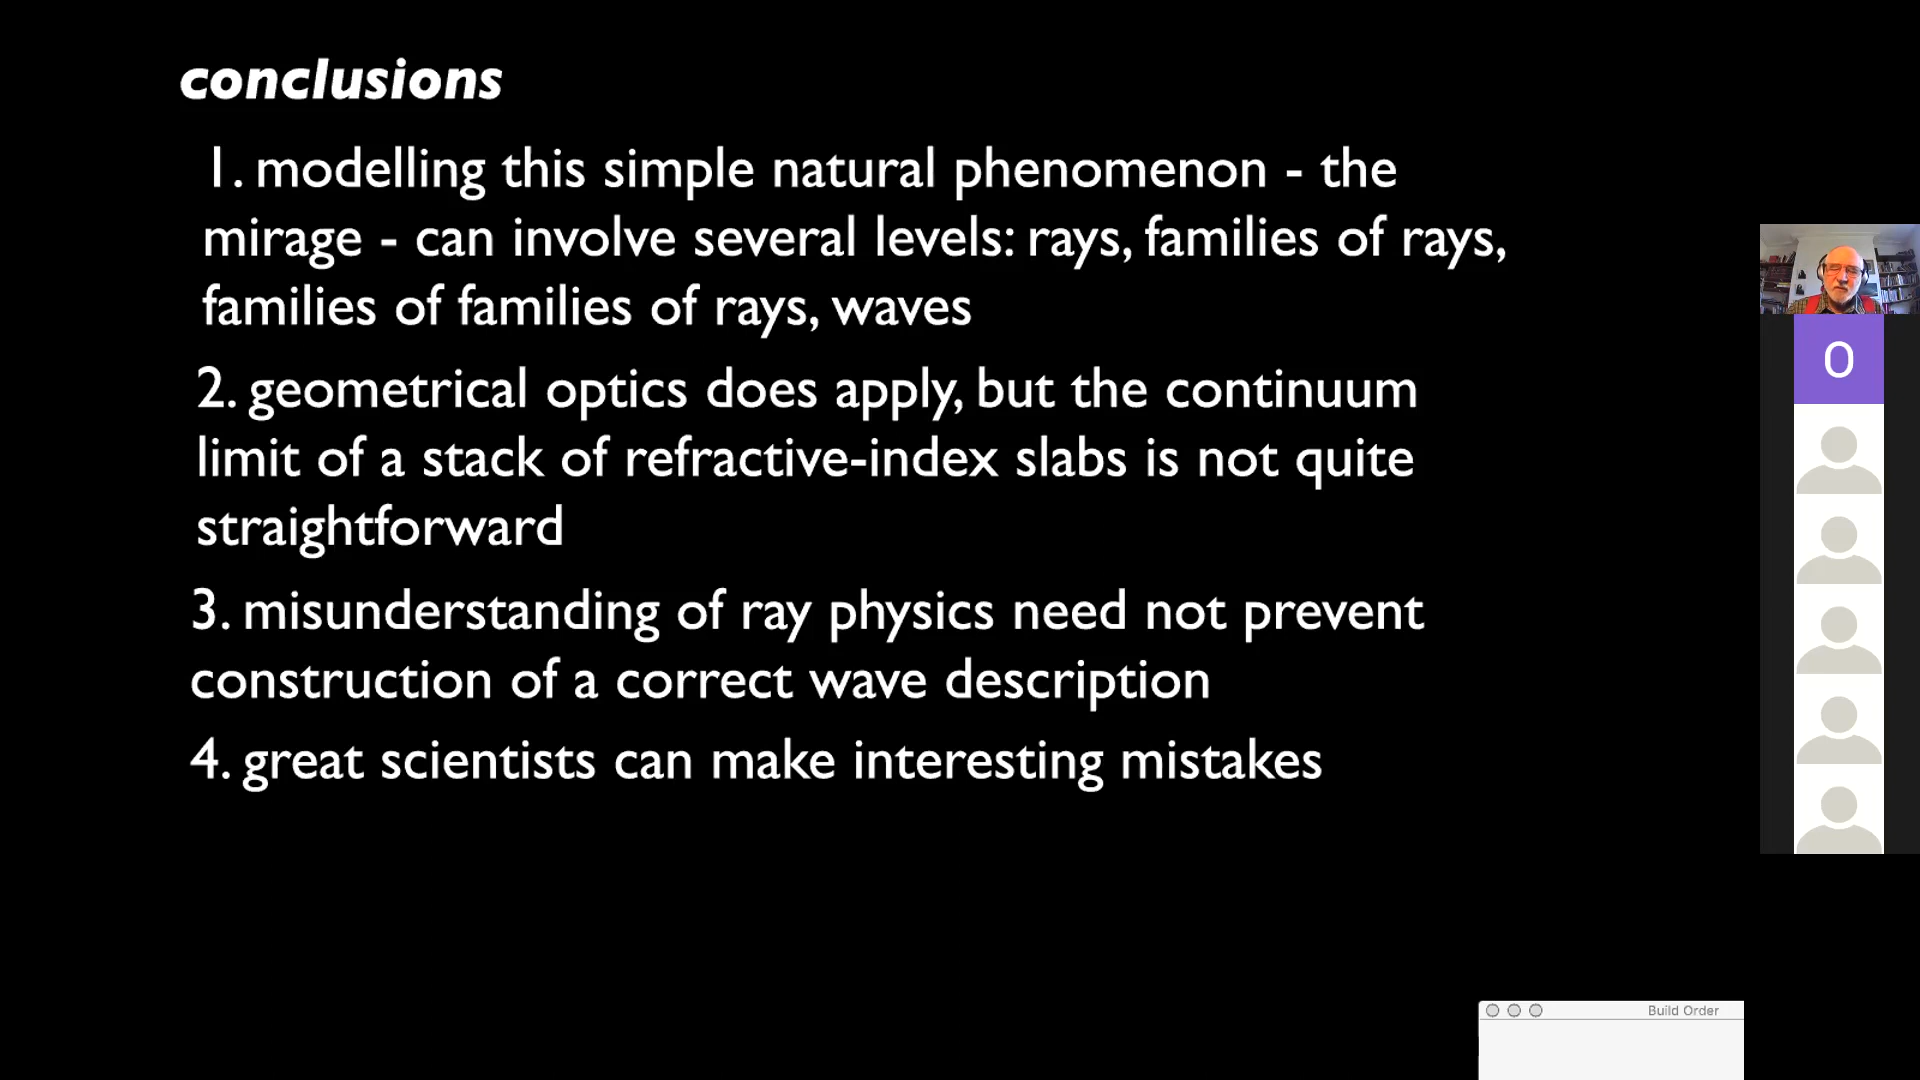 conclusions
1. modelling this simple natural phenomenon - the
mirage - can involve several levels: rays, families of rays,
families of families of rays, waves
2. geometrical optics does apply, but the continuum
limit of a stack of refractive-index slabs is not quite
straightforward
3. misunderstanding of ray physics need not prevent
construction of a correct wave description
4. great scientists can make interesting mistakes
O
Build Order